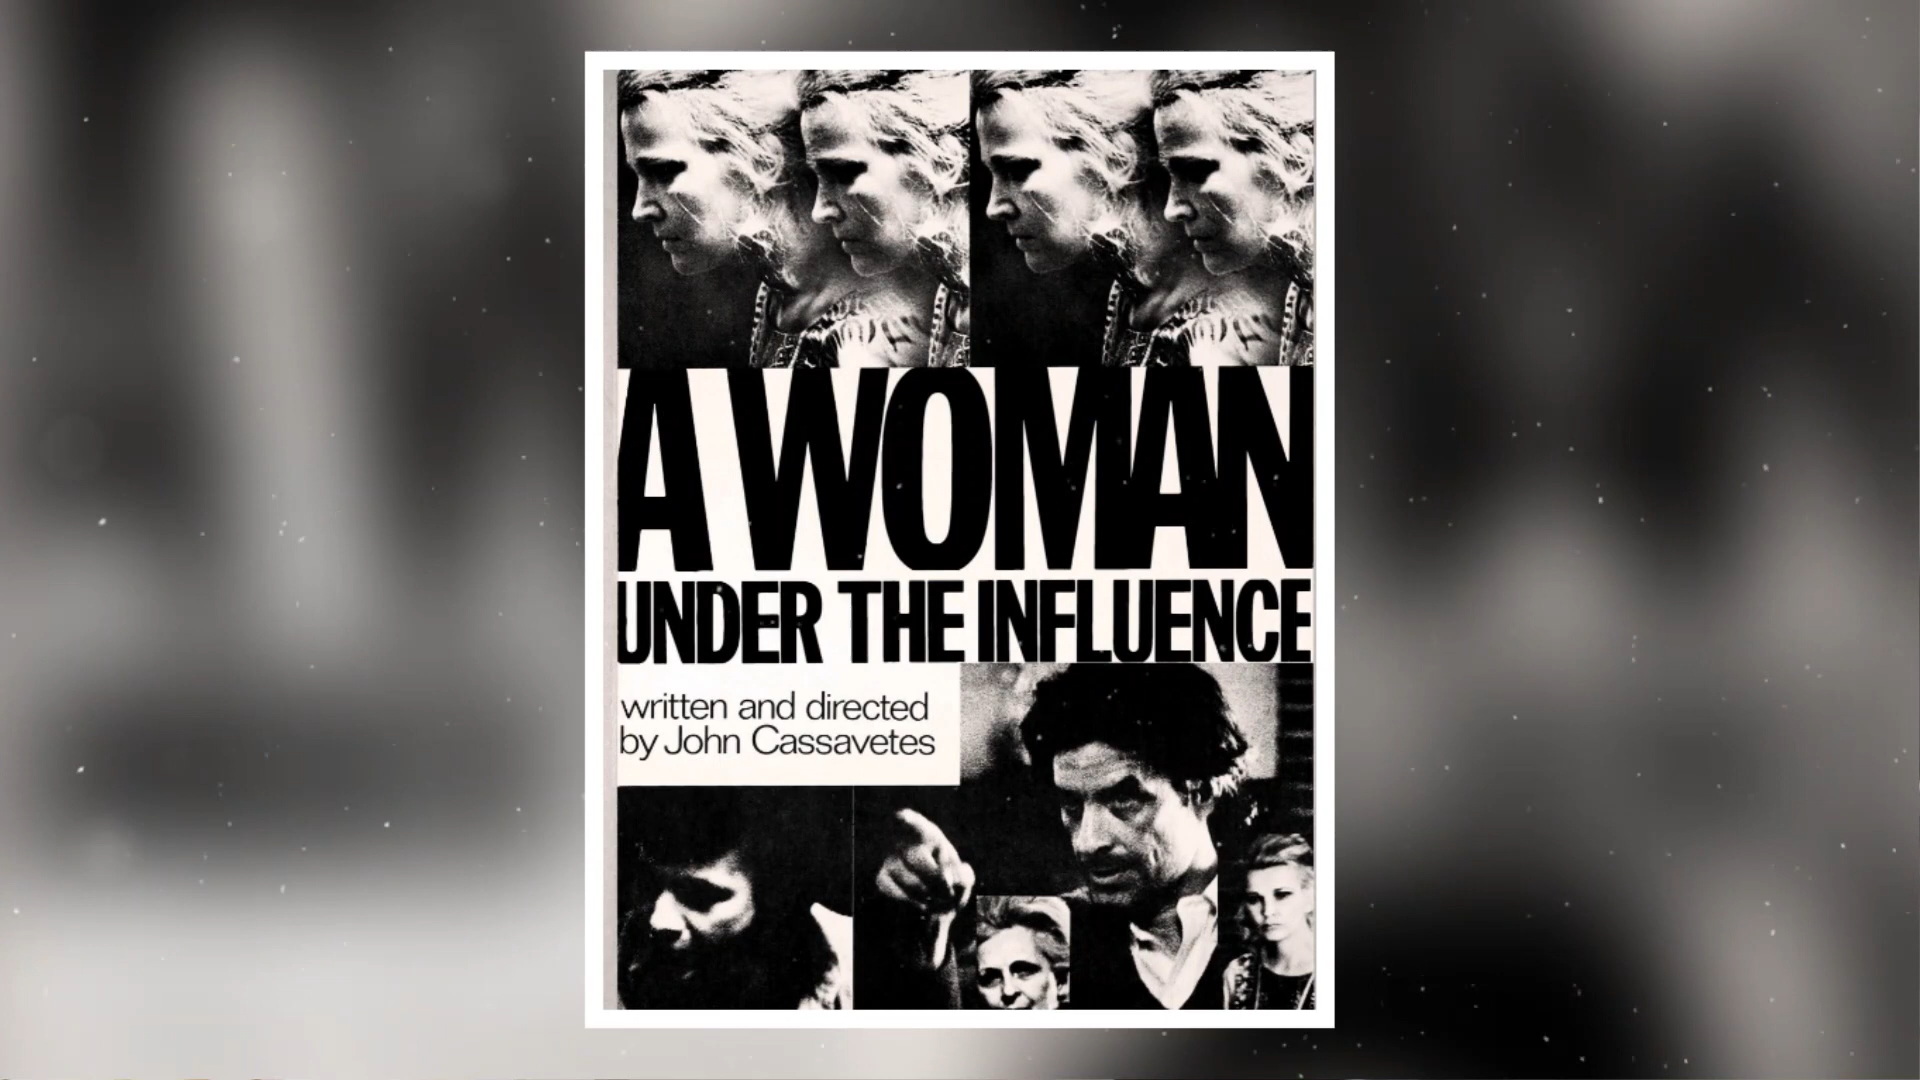 A WOMAN
UNDER THE INFLUENCE
written and directed
by John Cassavetes